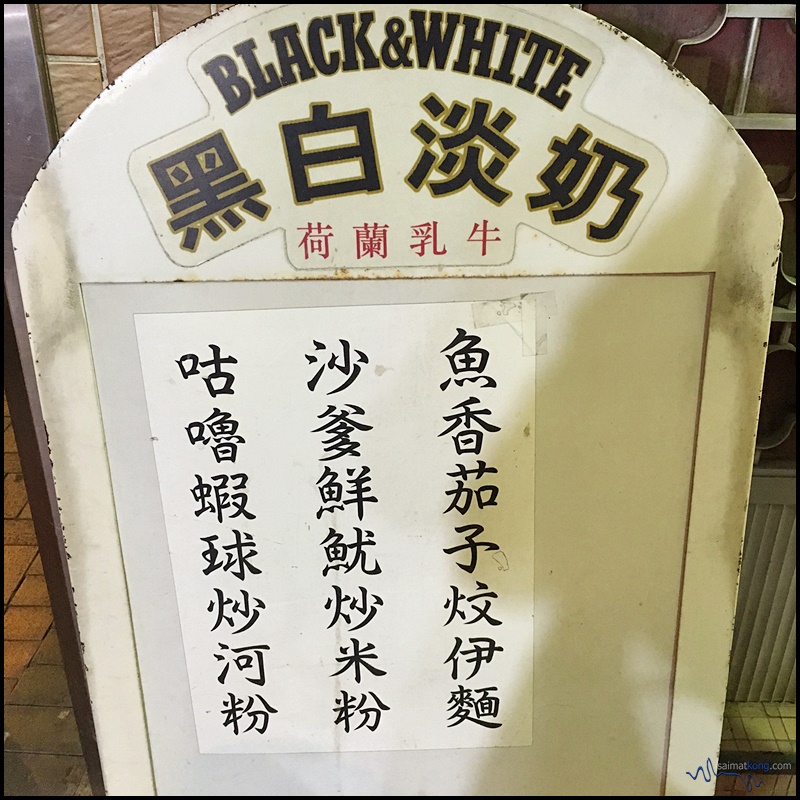 BLACK&WHITE
黑白淡奶
荷蘭乳牛
魚香茄子炆伊麵
沙爹鮮魷炒米粉
咕嚕蝦球炒河粉
saimatkong.com